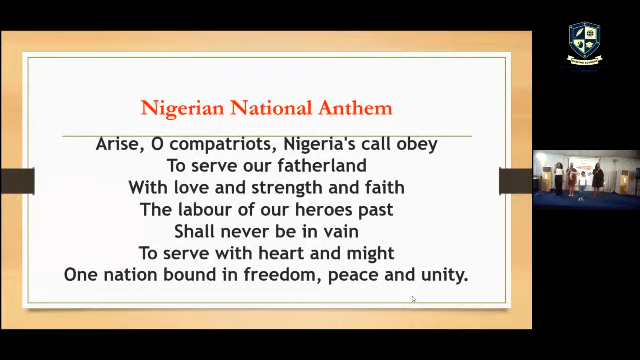 Nigerian National Anthem
Arise, O compatriots, Nigeria's call obey
To serve our fatherland
With love and strength and faith
The labour of our heroes past
Shall never be in vain
To serve with heart and might
One nation bound in freedom, peace and unity.